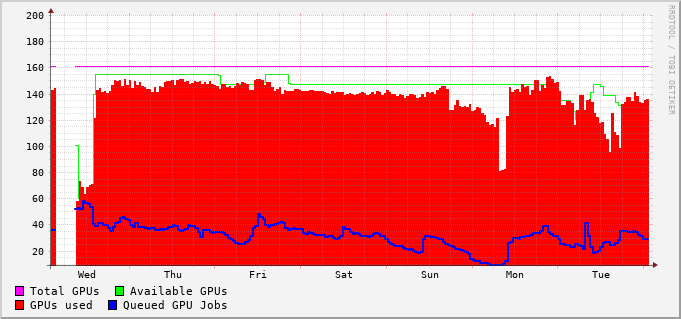 200
180
160
140
120
100
80
60
40
20
Wed Thu Fri Sat Sun Mon Tue
Total GPUs Available GPUs
GPUs used Queued GPU Jobs
RRDTOOL / TOBI OETIKER